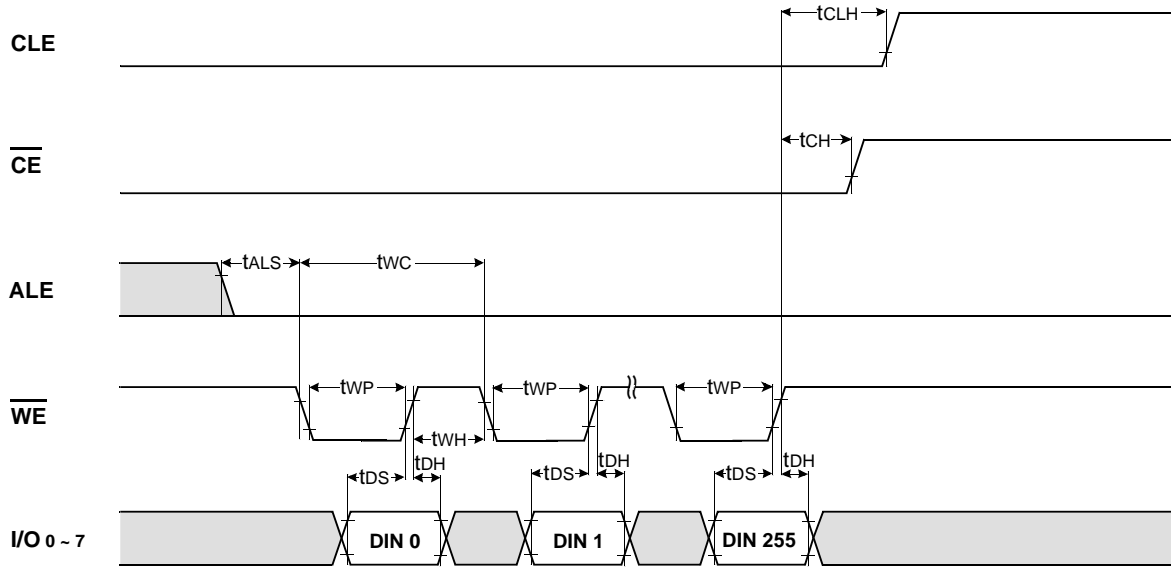 CLE
tCLH
CE
tCH
ALE
tALS
tWC
WE
tWP
tWP
tWP
tWH
tDS
tDH
tDS
tDH
tDS
tDH
I/O 0 ~ 7
DIN 0
DIN 1
DIN 255